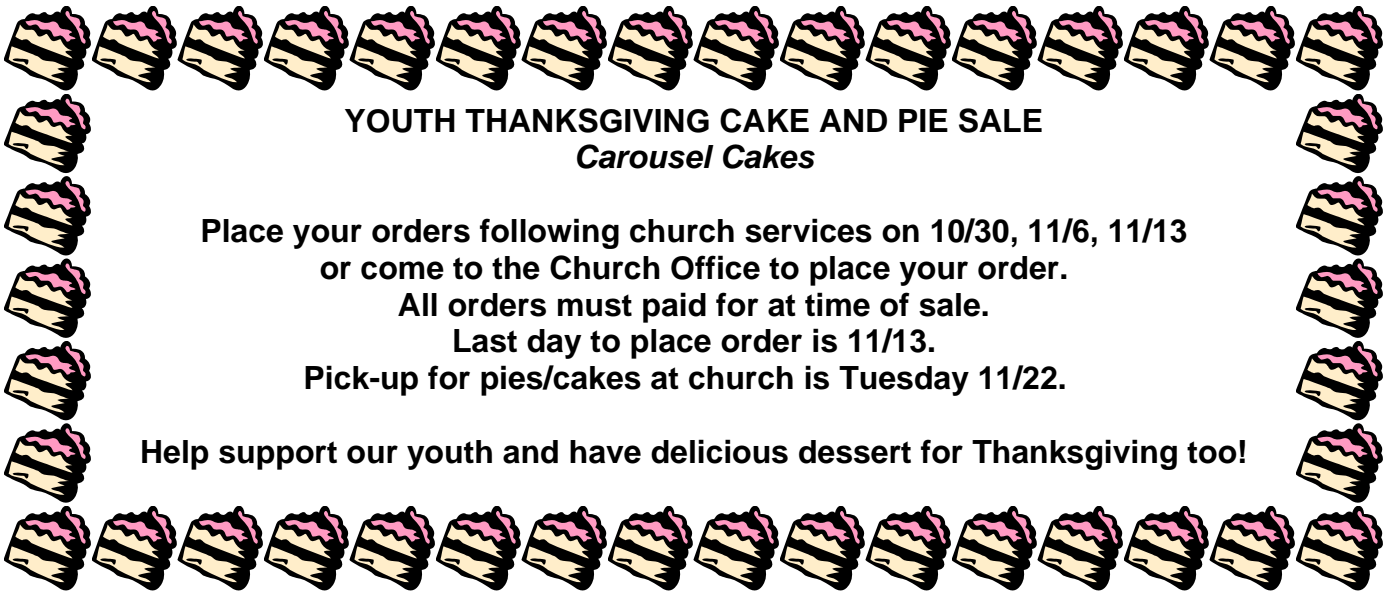 YOUTH THANKSGIVING CAKE AND PIE SALE
Carousel Cakes
Place your orders following church services on 10/30, 11/6, 11/13
or come to the Church Office to place your order.
All orders must paid for at time of sale.
Last day to place order is 11/13.
Pick-up for pies/cakes at church is Tuesday 11/22.
Help support our youth and have delicious dessert for Thanksgiving too!